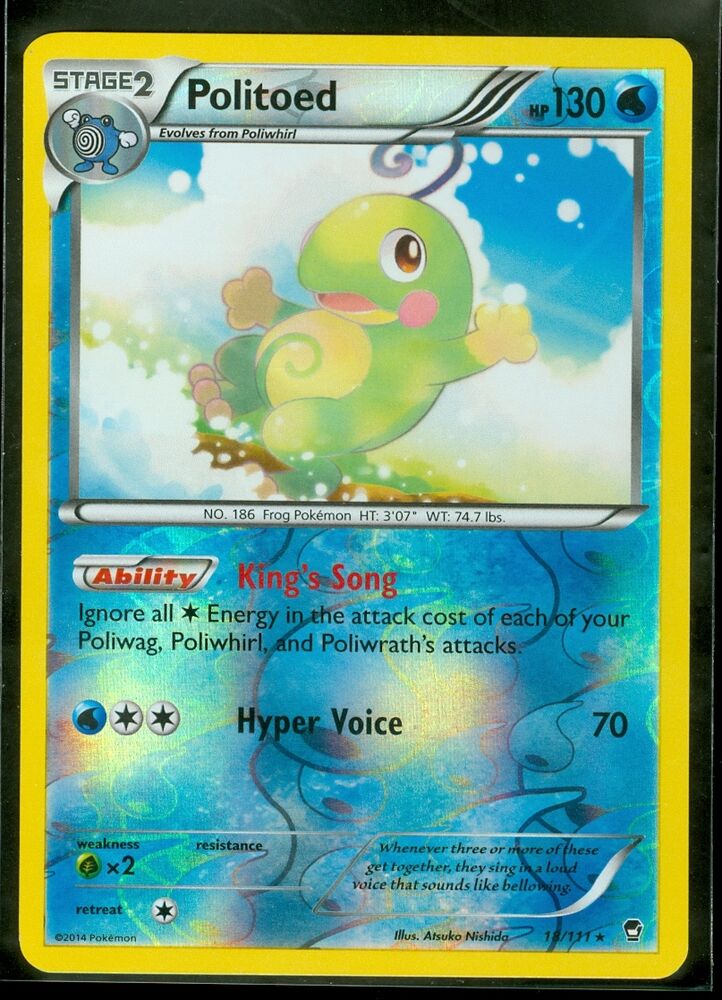 STAGE2
Politoed
HP 130
Evolves from Poliwhirl
NO. 186 Frog Pokémon HT: 3'07" WT: 74.7 lbs.
Ability King's Song
Ignore all ✶ Energy in the attack cost of each of your
Poliwag, Poliwhirl, and Poliwrath's attacks.
Hyper Voice 70
weakness resistance
×2
Whenever three or more of these
get together, they sing in a loud
voice that sounds like bellowing.
retreat
©2014 Pokémon
Illus. Atsuko Nishida 18/111 ★